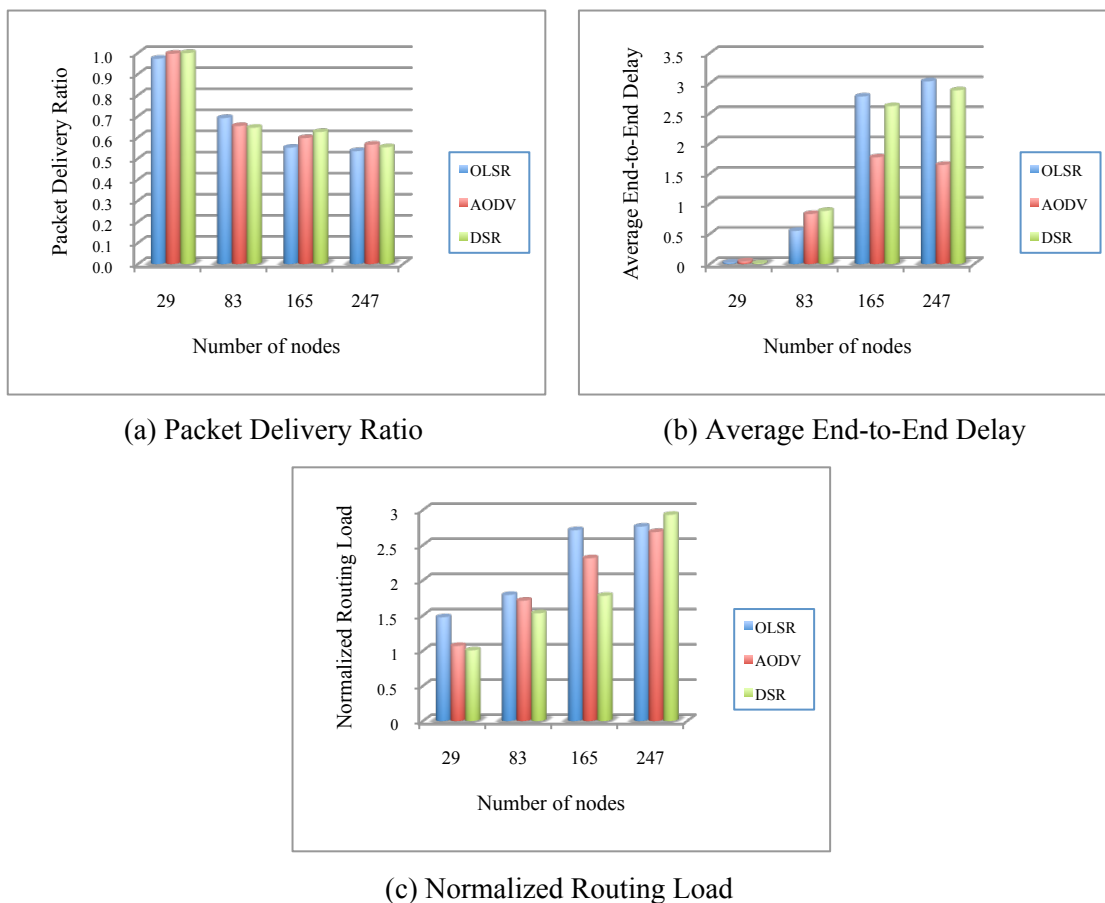 Packet Delivery Ratio
1.0
0.9
0.8
0.7
0.6
0.5
0.4
0.3
0.2
0.1
0.0
29 83 165 247
Number of nodes
OLSR
AODV
DSR
(a) Packet Delivery Ratio
Average End-to-End Delay
3.5
3
2.5
2
1.5
1
0.5
0
29 83 165 247
Number of nodes
OLSR
AODV
DSR
(b) Average End-to-End Delay
Normalized Routing Load
3
2.5
2
1.5
1
0.5
0
29 83 165 247
Number of nodes
OLSR
AODV
DSR
(c) Normalized Routing Load